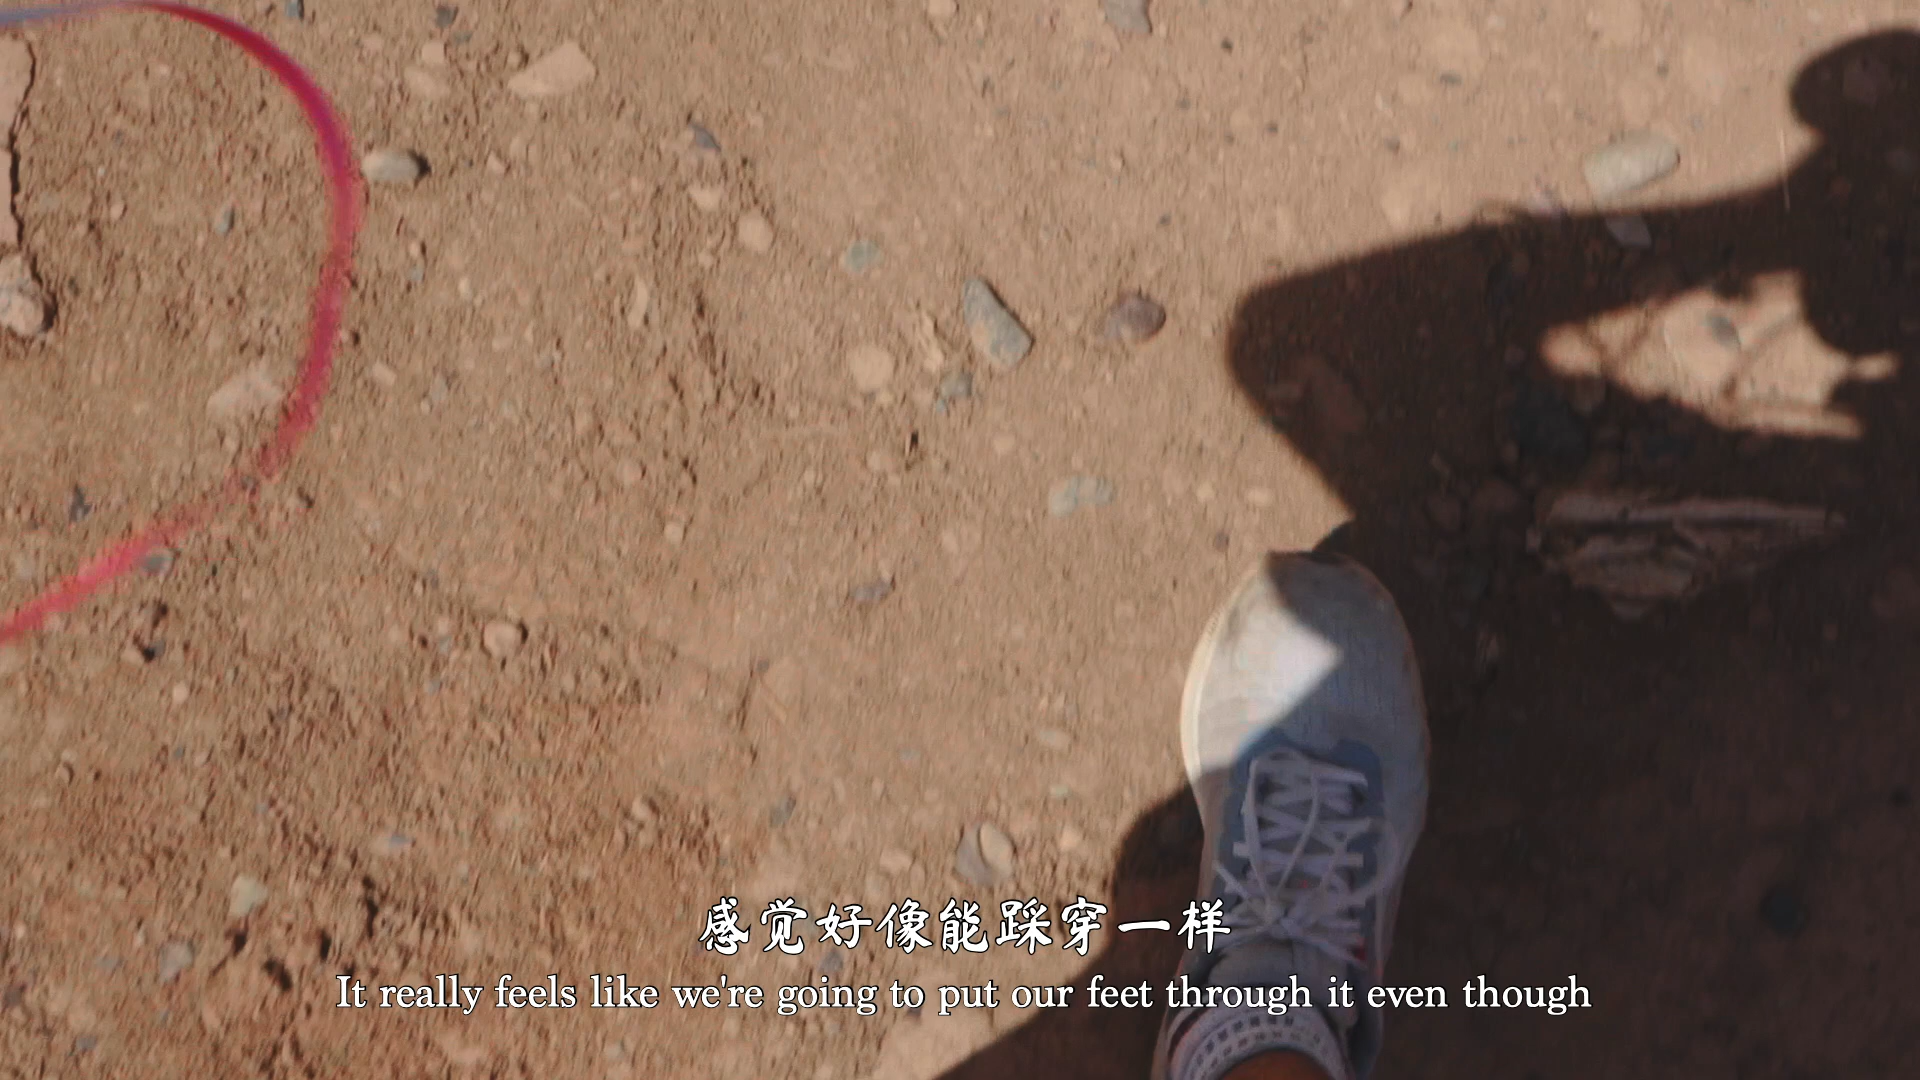 感觉好像能踩穿一样
It really feels like we're going to put our feet through it even though